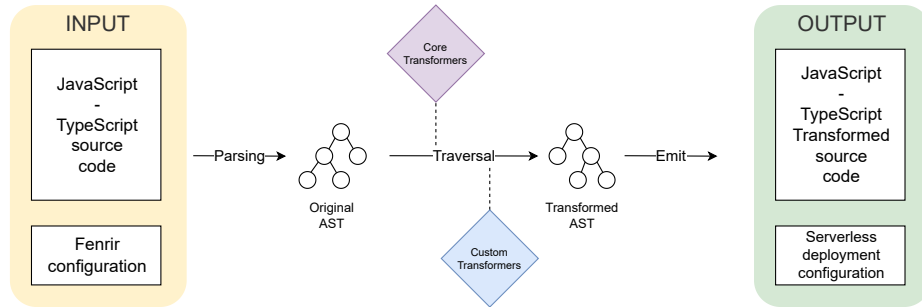 INPUT
JavaScript
-
TypeScript
source
code
Fenrir
configuration
Parsing
Original
AST
Core
Transformers
Traversal
Custom
Transformers
Transformed
AST
Emit
OUTPUT
JavaScript
-
TypeScript
Transformed
source
code
Serverless
deployment
configuration